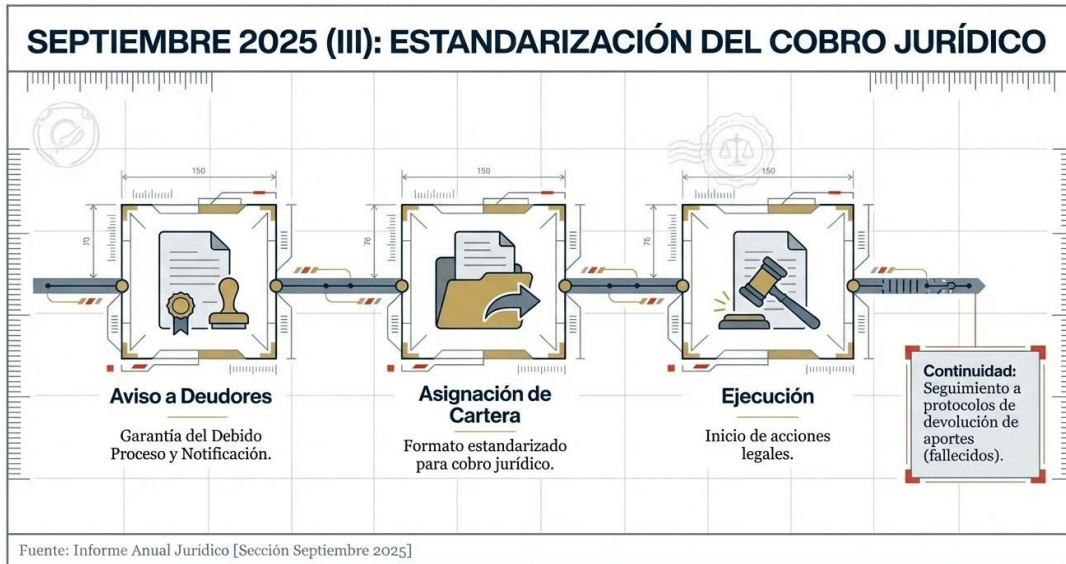 SEPTIEMBRE 2025 (III): ESTANDARIZACIÓN DEL COBRO JURÍDICO
150
150
150
70
76
76
Aviso a Deudores
Garantía del Debido
Proceso y Notificación.
Asignación de
Cartera
Formato estandarizado
para cobro jurídico.
Ejecución
Inicio de acciones
legales.
Continuidad:
Seguimiento a
protocolos de
devolución de
aportes
(fallecidos).
Fuente: Informe Anual Jurídico [Sección Septiembre 2025]